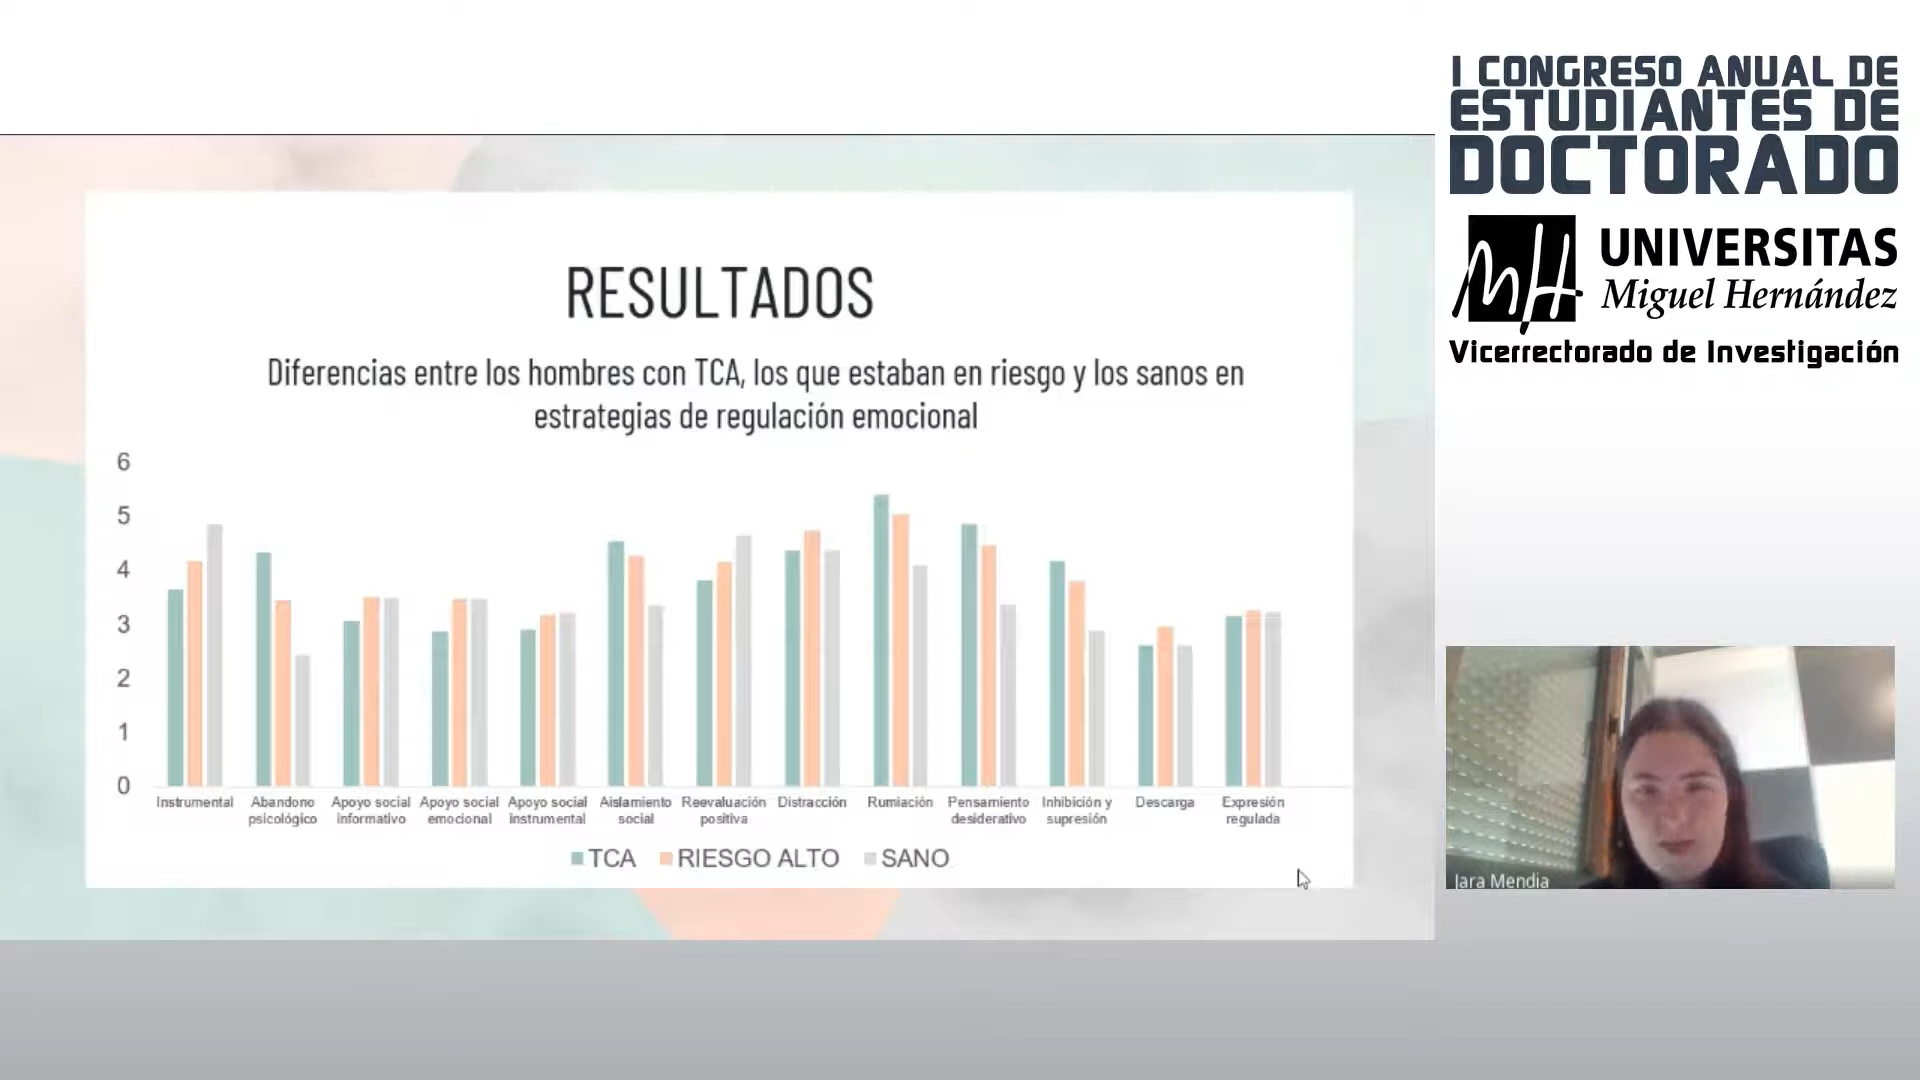 I CONGRESO ANUAL DE
ESTUDIANTES DE
DOCTORADO
UNIVERSITAS
Miguel Hernández
Vicerrectorado de Investigación
RESULTADOS
Diferencias entre los hombres con TCA, los que estaban en riesgo y los sanos en
estrategias de regulación emocional
6
5
4
3
2
1
0
Instrumental
Abandono
psicológico
Apoyo social
informativo
Apoyo social
emocional
Apoyo social
instrumental
Aislamiento
social
Reevaluación
positiva
Distracción
Rumiación
Pensamiento
desiderativo
Inhibición y
supresión
Descarga
Expresión
regulada
TCA RIESGO ALTO SANO
Jara Mendia